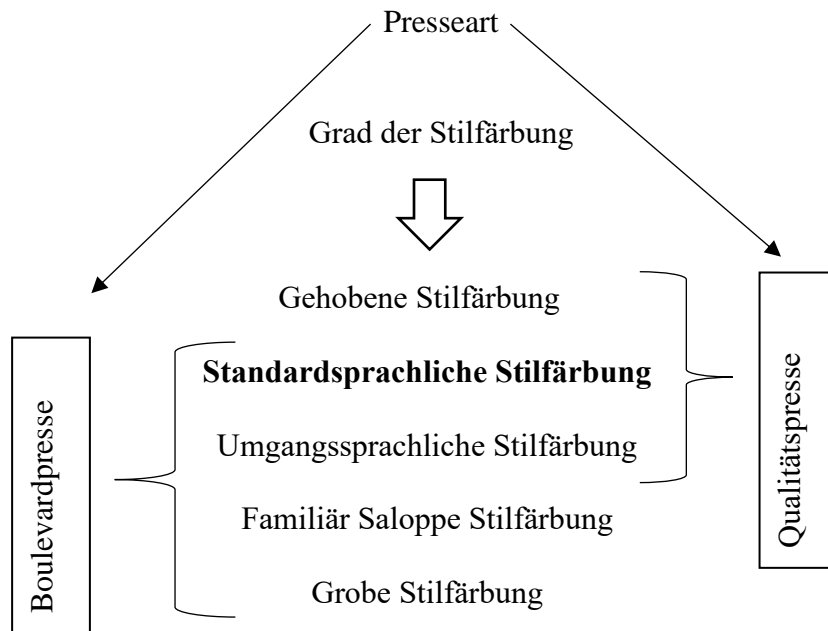 Presseart
Grad der Stilfärbung
Gehobene Stilfärbung
Standardsprachliche Stilfärbung
Umgangssprachliche Stilfärbung
Familiär Saloppe Stilfärbung
Grobe Stilfärbung
Boulevardpresse
Qualitätspresse